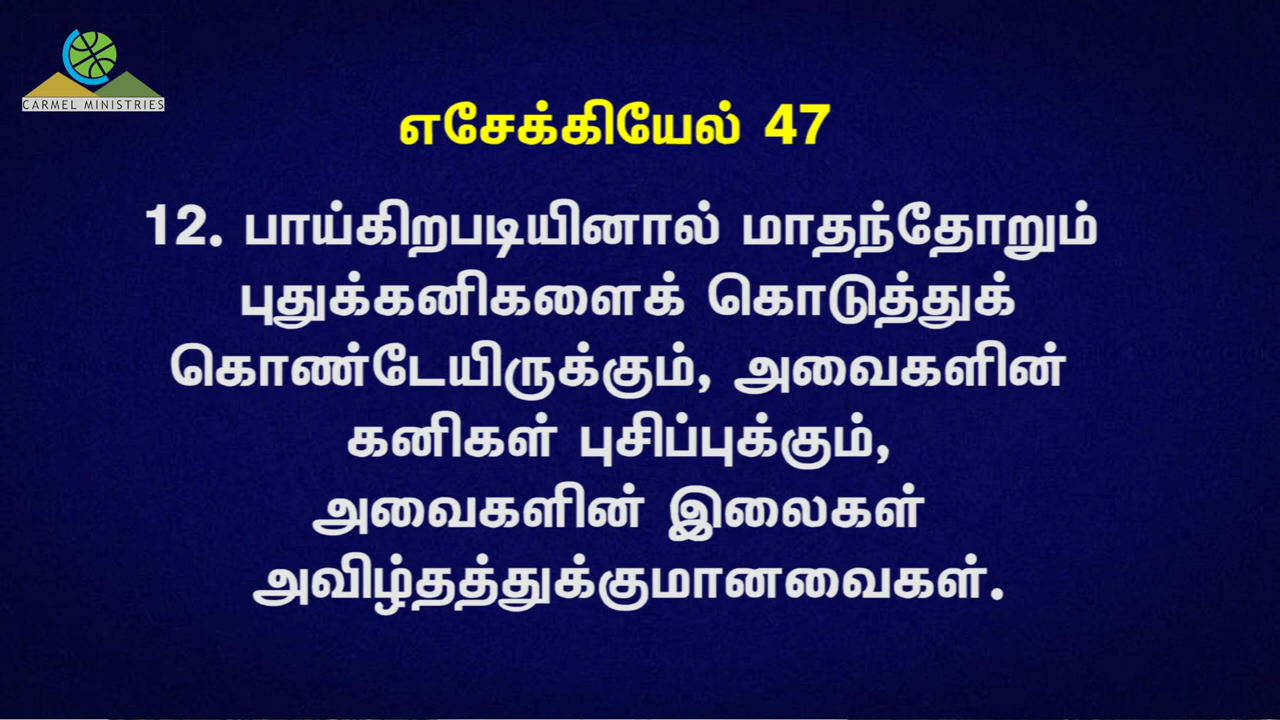 CARMEL MINISTRIES
எசேக்கியேல் 47
12. பாய்கிறபடியினால் மாதந்தோறும்
புதுக்கனிகளைக் கொடுத்துக்
கொண்டேயிருக்கும், அவைகளின்
கனிகள் புசிப்புக்கும்,
அவைகளின் இலைகள்
அவிழ்தத்துக்குமானவைகள்.